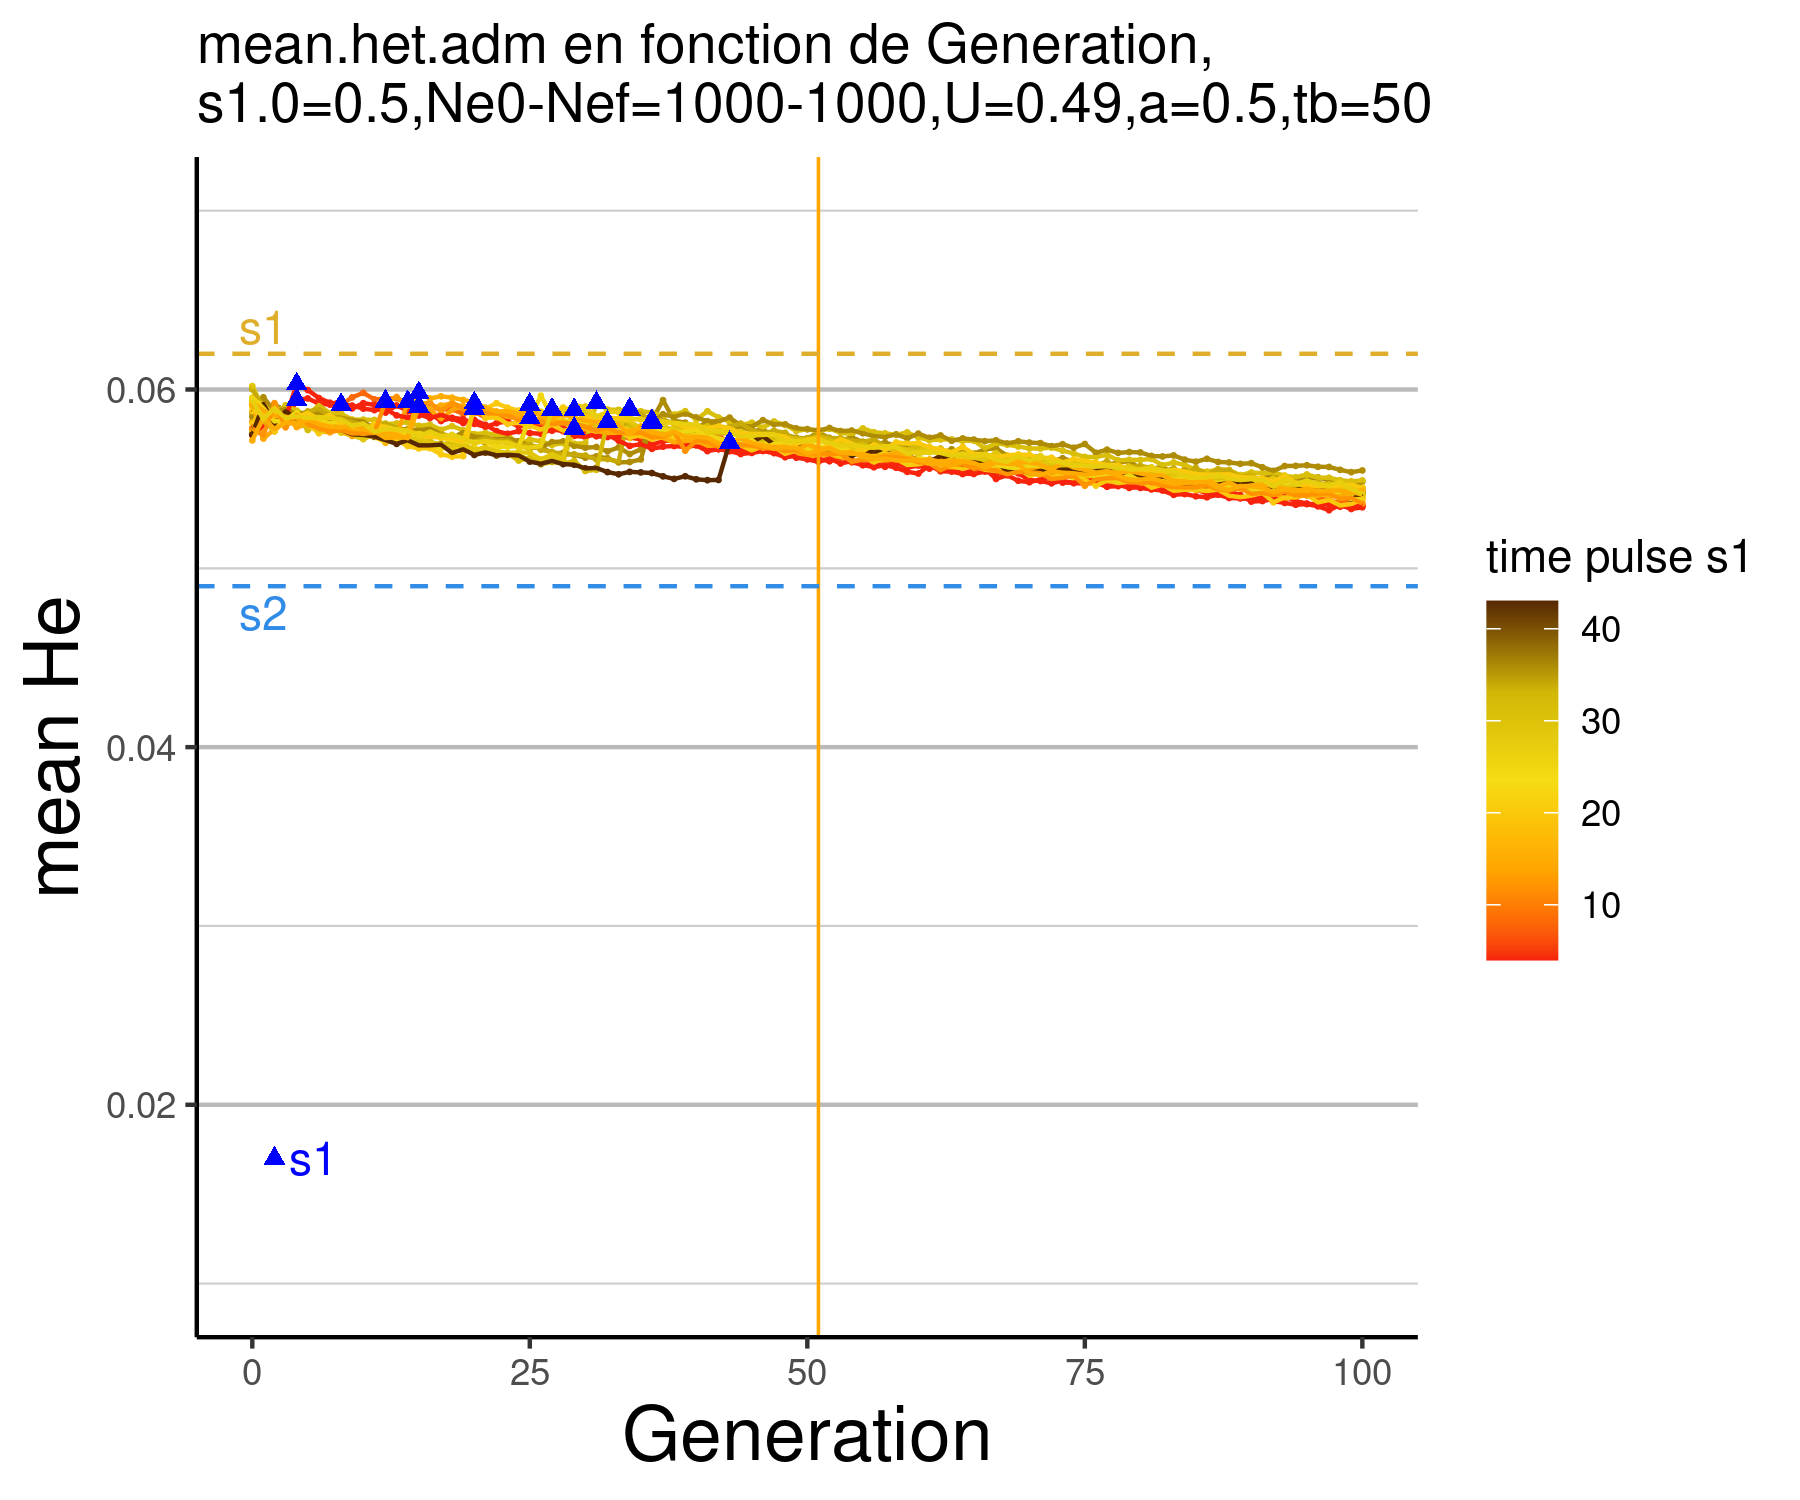 mean.het.adm en fonction de Generation,
s1.0=0.5,Ne0-Nef=1000-1000,U=0.49,a=0.5,tb=50
s1
0.06
s2
mean He
0.04
0.02
s1
0 25 50 75 100
Generation
time pulse s1
40
30
20
10